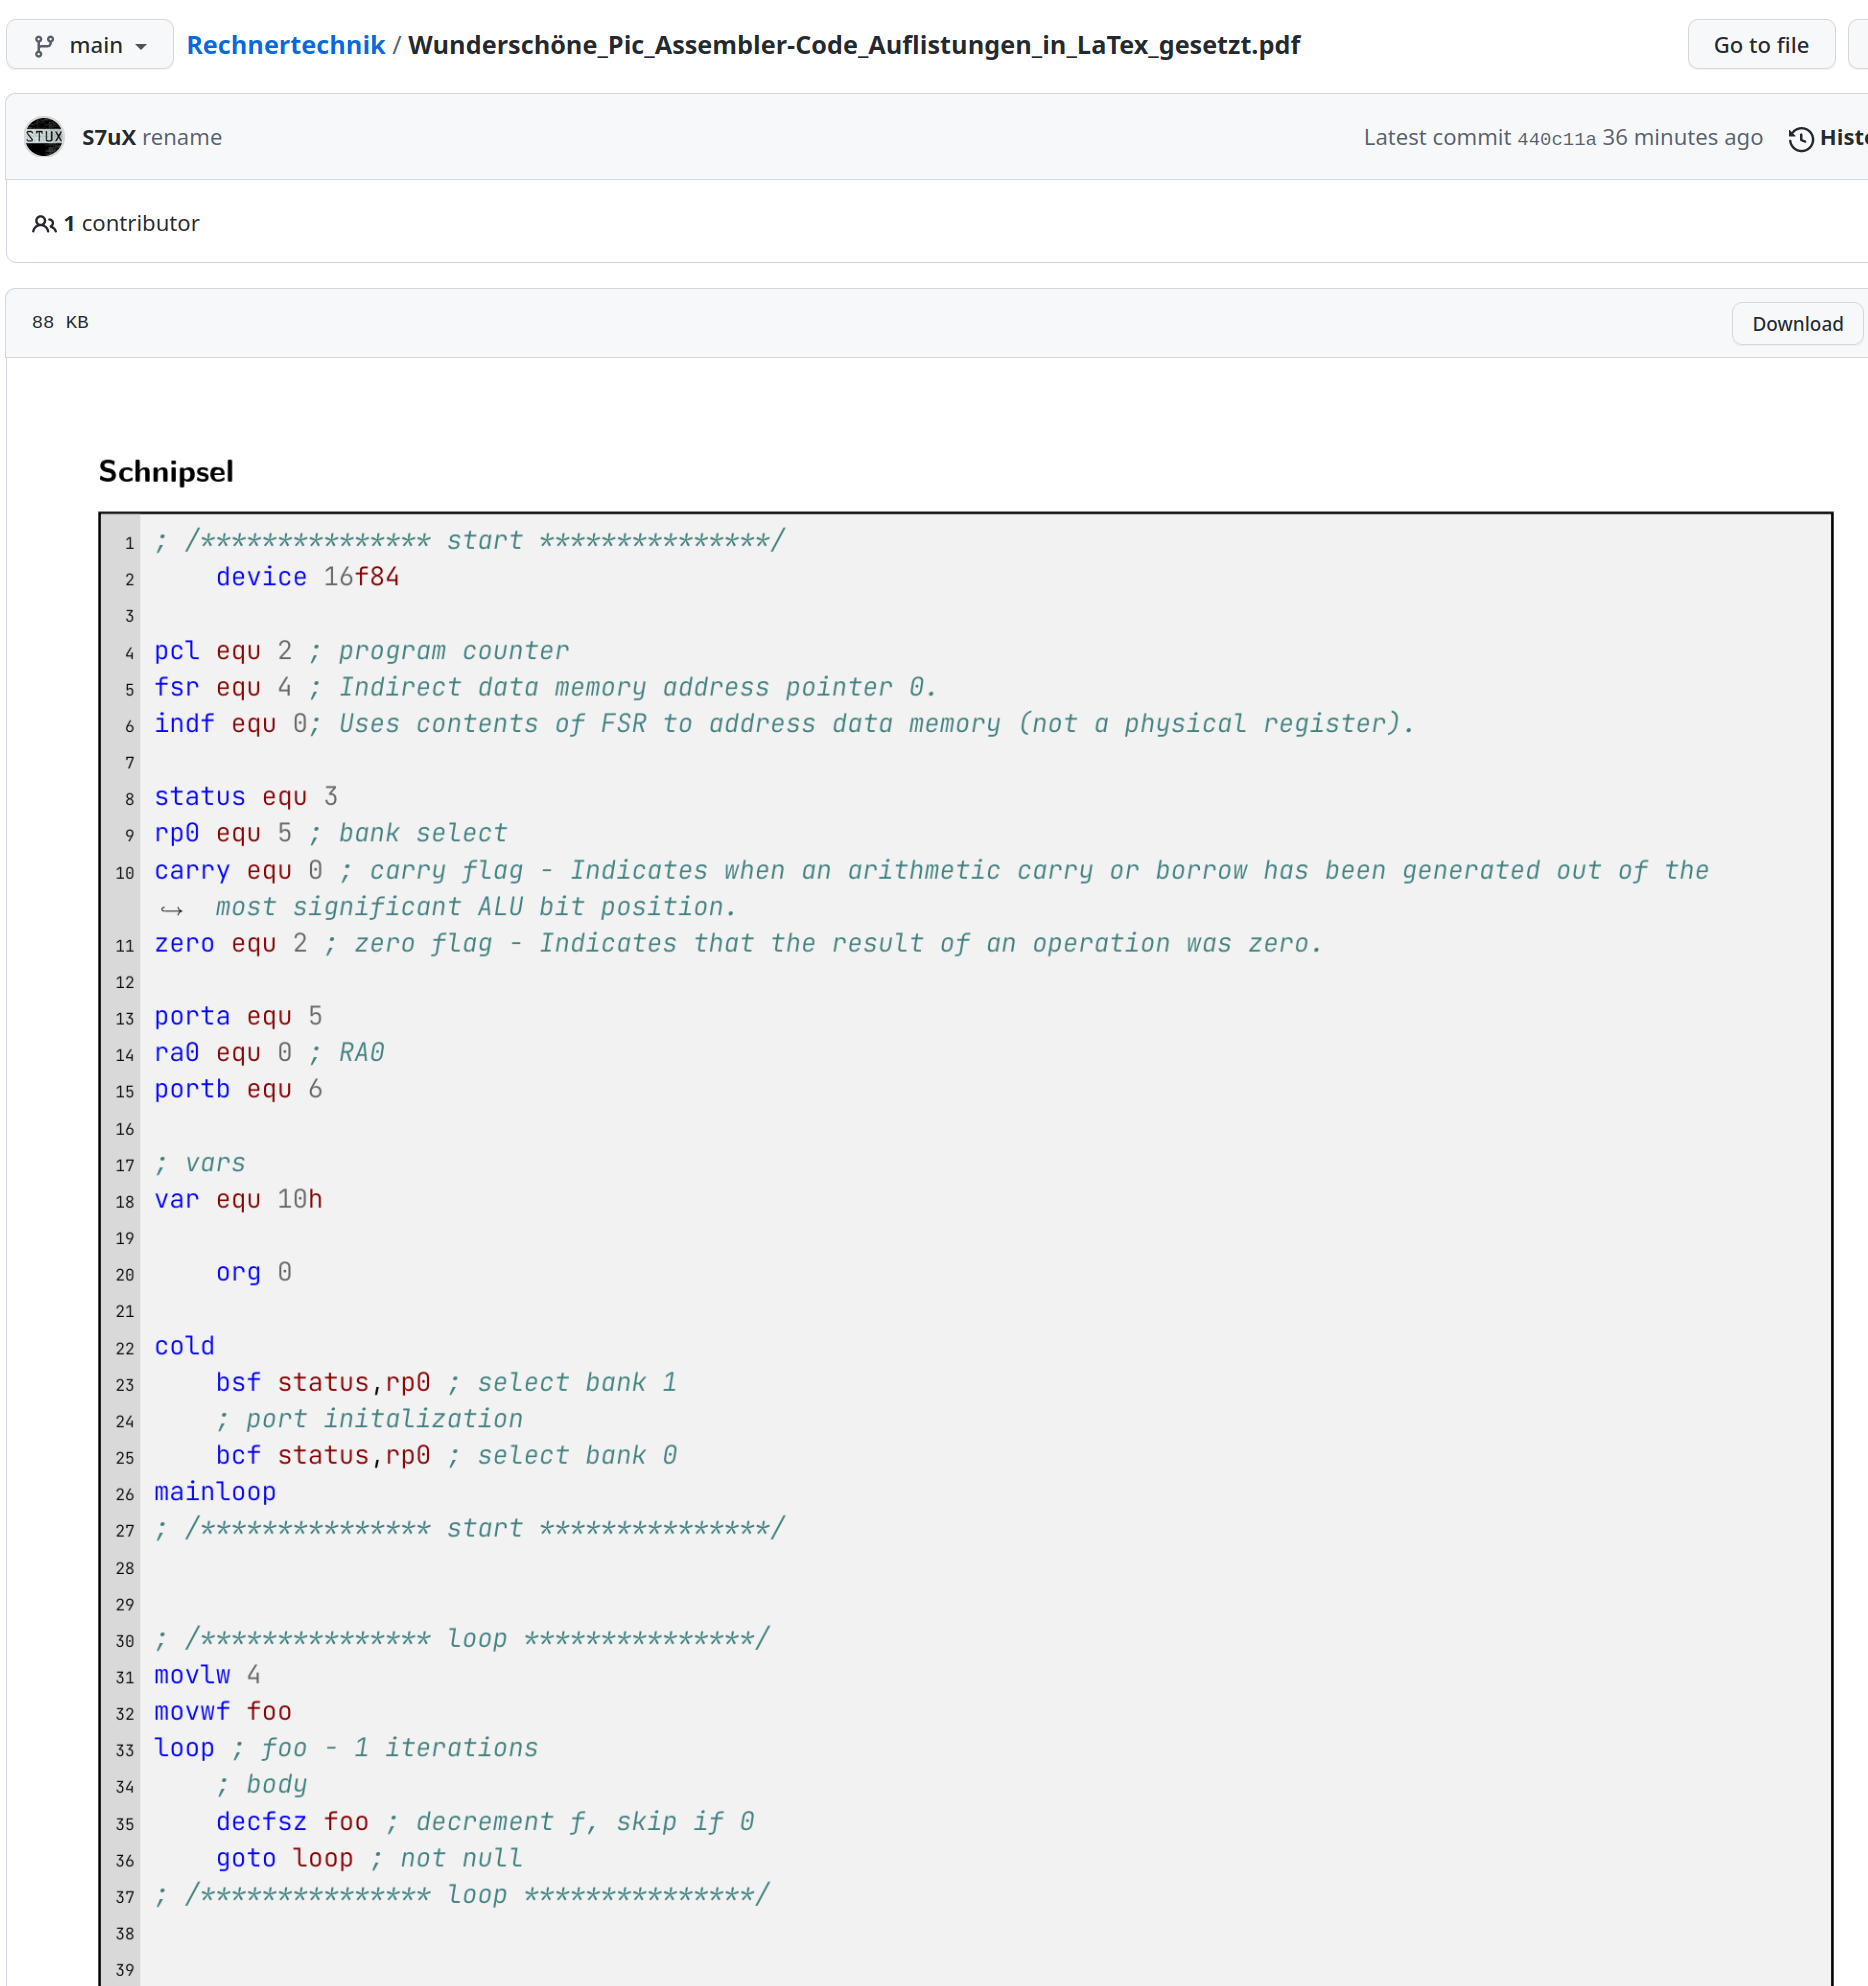 main
Rechnertechnik / Wunderschöne_Pic_Assembler-Code_Auflistungen_in_LaTex_gesetzt.pdf
Go to file
STUX
S7uX rename
Latest commit 440c11a 36 minutes ago
1 contributor
88 KB
Download
Schnipsel
1 ; /*************** start ***************/
2     device 16f84
3
4 pcl equ 2 ; program counter
5 fsr equ 4 ; Indirect data memory address pointer 0.
6 indf equ 0; Uses contents of FSR to address data memory (not a physical register).
7
8 status equ 3
9 rp0 equ 5 ; bank select
10 carry equ 0 ; carry flag - Indicates when an arithmetic carry or borrow has been generated out of the
↪ most significant ALU bit position.
11 zero equ 2 ; zero flag - Indicates that the result of an operation was zero.
12
13 porta equ 5
14 ra0 equ 0 ; RA0
15 portb equ 6
16
17 ; vars
18 var equ 10h
19
20     org 0
21
22 cold
23     bsf status,rp0 ; select bank 1
24     ; port initalization
25     bcf status,rp0 ; select bank 0
26 mainloop
27 ; /*************** start ***************/
28
29
30 ; /*************** loop ***************/
31 movlw 4
32 movwf foo
33 loop ; foo - 1 iterations
34     ; body
35     decfsz foo ; decrement f, skip if 0
36     goto loop ; not null
37 ; /*************** loop ***************/
38
39